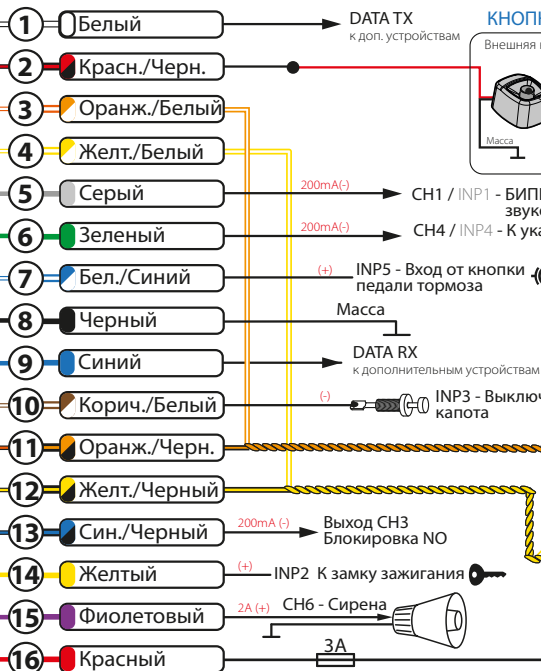 1 Белый DATA TX
к доп. устройствам
Внешняя
Масса
2 Красн./Черн.
3 Оранж./Белый
4 Желт./Белый
5 Серый 200mA(-) CH1 / INP1 -
6 Зеленый 200mA(-) CH4 / INP4 - К
7 Бел./Синий (+) INP5 - Вход от кнопки
педали тормоза
8 Черный Масса
9 Синий DATA RX
к дополнительным устройствам
10 Корич./Белый (-) INP3 -
капота
11 Оранж./Черн.
12 Желт./Черный
13 Син./Черный 200mA (-) Выход CH3
Блокировка NO
14 Желтый (+) INP2 К замку зажигания
15 Фиолетовый 2A (+) CH6 - Сирена
16 Красный 3A